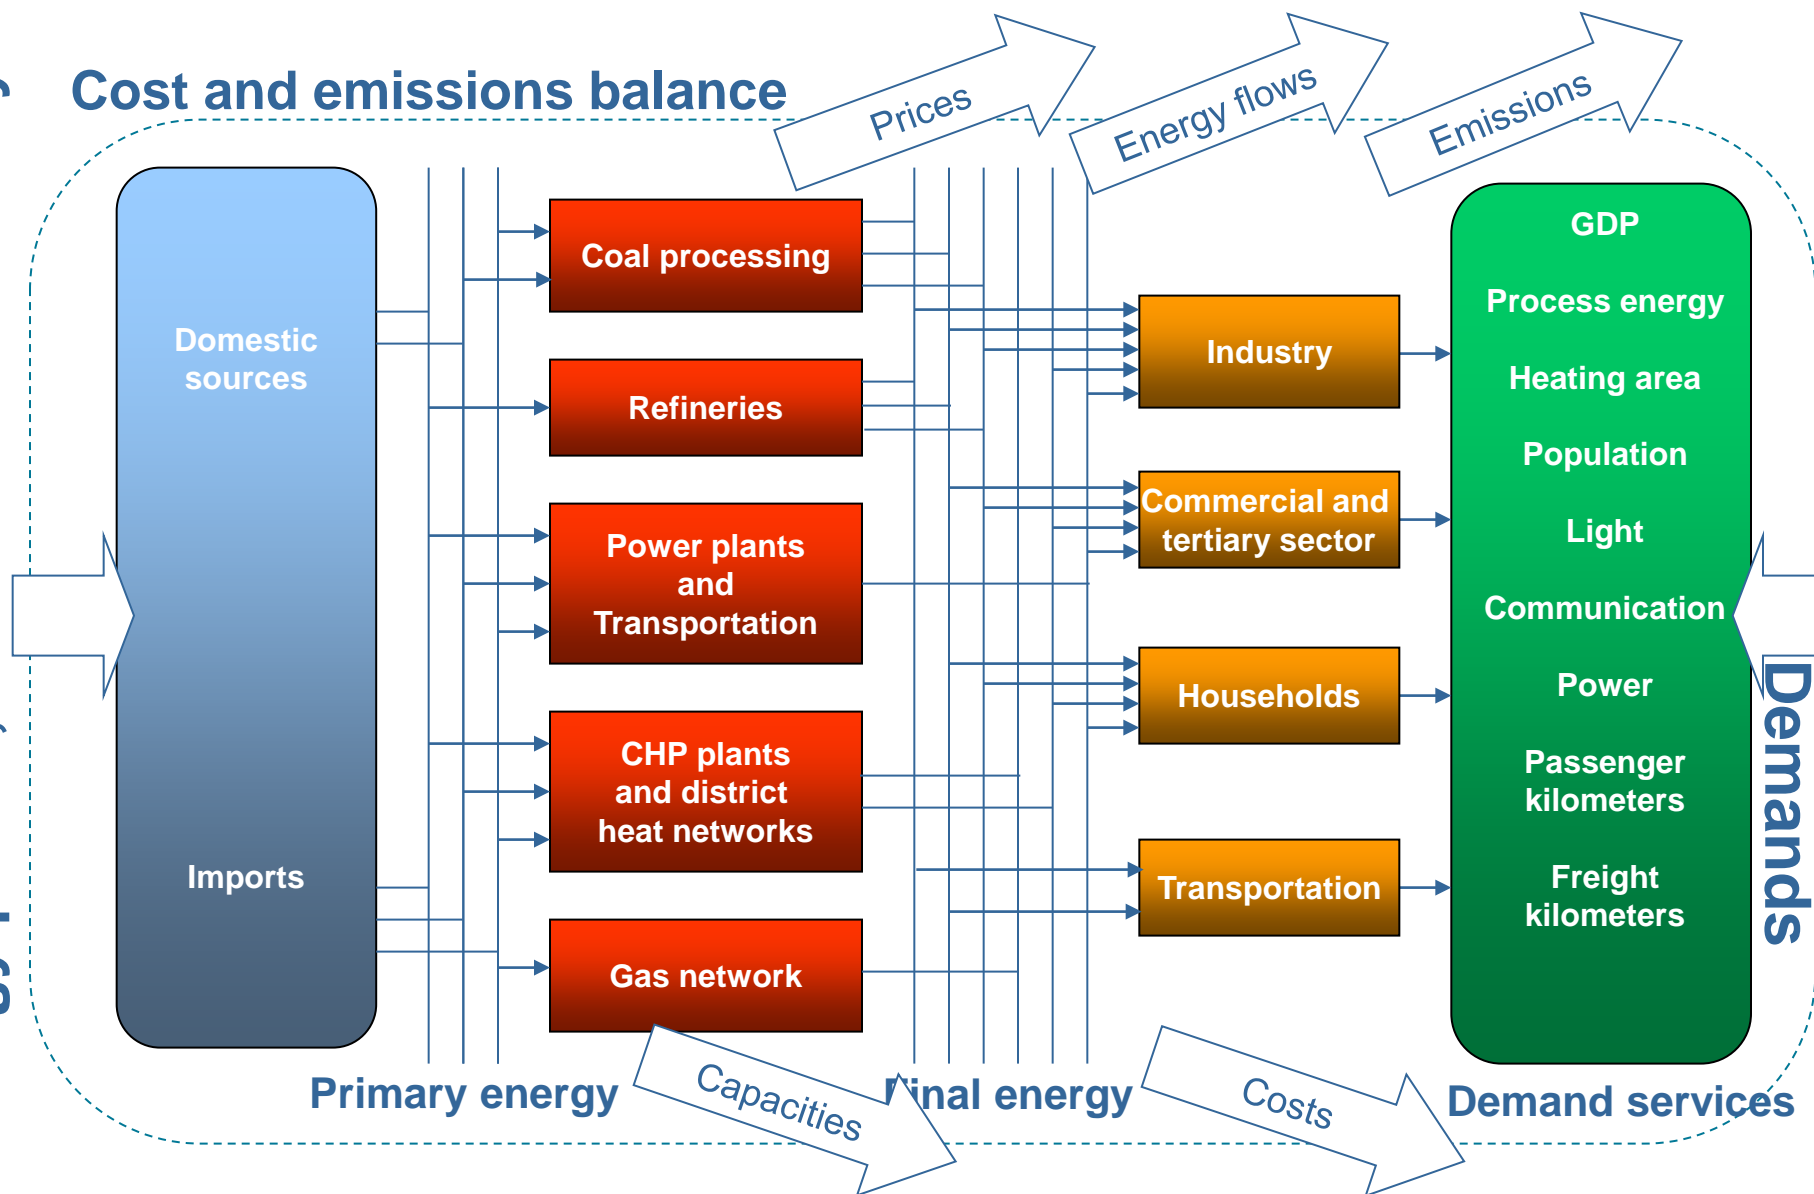 Cost and emissions balance
Prices
Energy flows
Emissions
Domestic
sources
Imports
Coal processing
Refineries
Power plants
and
Transportation
CHP plants
and district
heat networks
Gas network
Industry
Commercial and
tertiary sector
Households
Transportation
GDP
Process energy
Heating area
Population
Light
Communication
Power
Passenger
kilometers
Freight
kilometers
Demands
Primary energy
Capacities
Final energy
Costs
Demand services